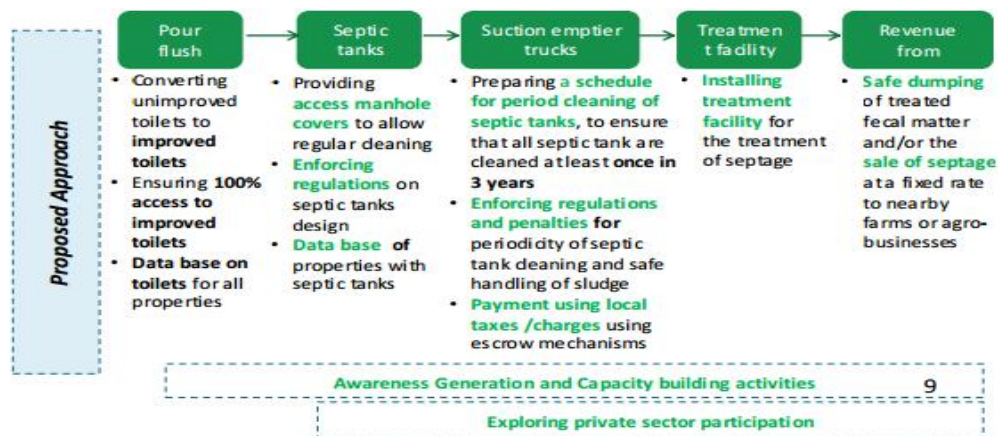 Proposed Approach
Pour
flush
Septic
tanks
Suction emptier
trucks
Treatmen
t facility
Revenue
from
• Converting
unimproved
toilets to
improved
toilets
• Ensuring 100%
access to
improved
toilets
• Data base on
toilets for all
properties
• Providing
access manhole
covers to allow
regular cleaning
• Enforcing
regulations on
septic tanks
design
• Data base of
properties with
septic tanks
• Preparing a schedule
for period cleaning of
septic tanks, to ensure
that all septic tank are
cleaned at least once in
3 years
• Enforcing regulations
and penalties for
periodicity of septic
tank cleaning and safe
handling of sludge
• Payment using local
taxes /charges using
escrow mechanisms
• Installing
treatment
facility for
the treatment
of septage
• Safe dumping
of treated
fecal matter
and/or the
sale of septage
at a fixed rate
to nearby
farms or agro-
businesses
Awareness Generation and Capacity building activities
9
Exploring private sector participation